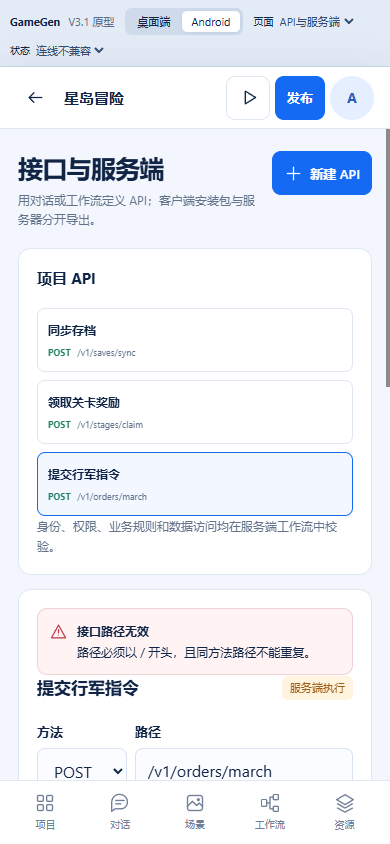 GameGen V3.1 原型 桌面端 Android 页面 API与服务端
状态 连线不兼容
星岛冒险 发布 A
接口与服务端
新建 API
用对话或工作流定义 API；客户端安装包与服
务器分开导出。
项目 API
同步存档
POST /v1/saves/sync
领取关卡奖励
POST /v1/stages/claim
提交行军指令
POST /v1/orders/march
身份、权限、业务规则和数据访问均在服务端工作流中校
验。
接口路径无效
路径必须以 / 开头，且同方法路径不能重复。
提交行军指令 服务端执行
方法 路径
POST /v1/orders/march
项目 对话 场景 工作流 资源